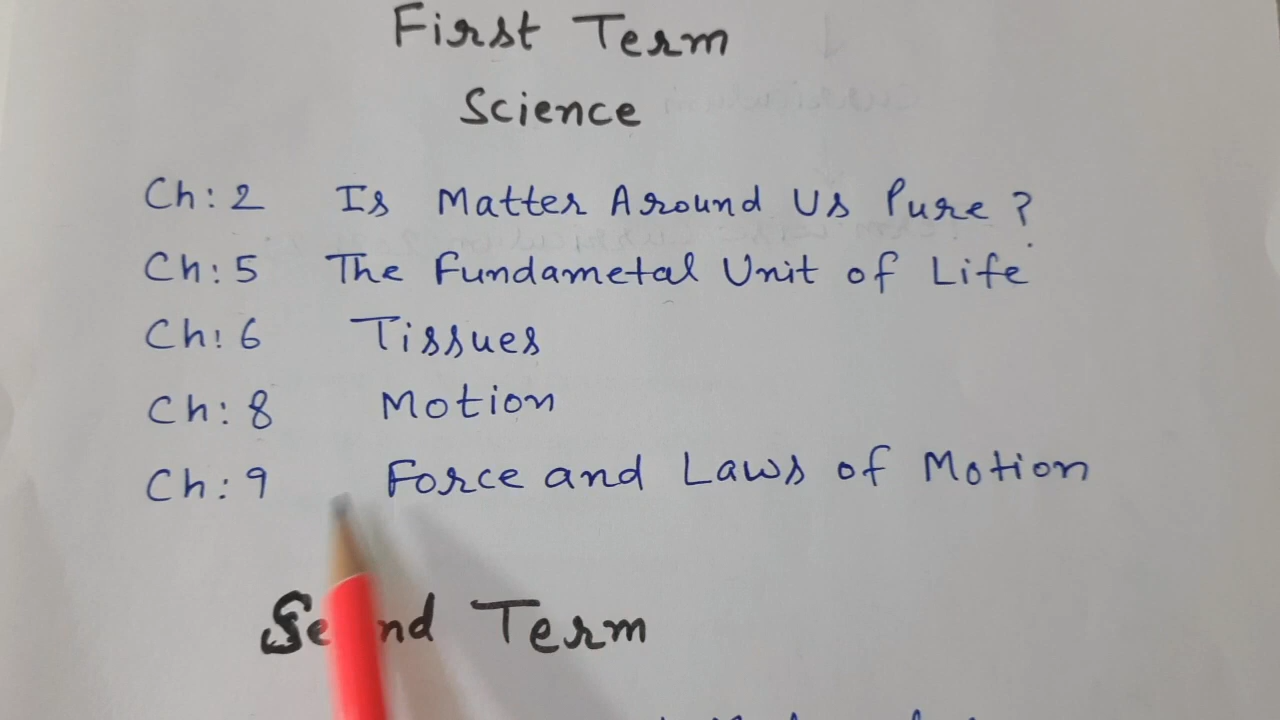 First Term
Science
Ch: 2 Is Matter Around Us Pure ?
Ch: 5 The Fundametal Unit of Life
Ch: 6 Tissues
Ch: 8 Motion
Ch: 9 Force and Laws of Motion
Term